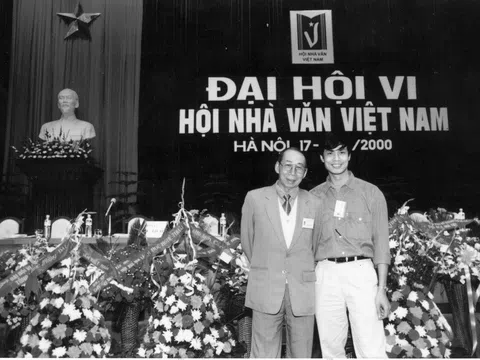 HỘI NHÀ VĂN
VIỆT NAM
ĐẠI HỘI VI
HỘI NHÀ VĂN VIỆT NAM
HÀ NỘI, 17- /2000